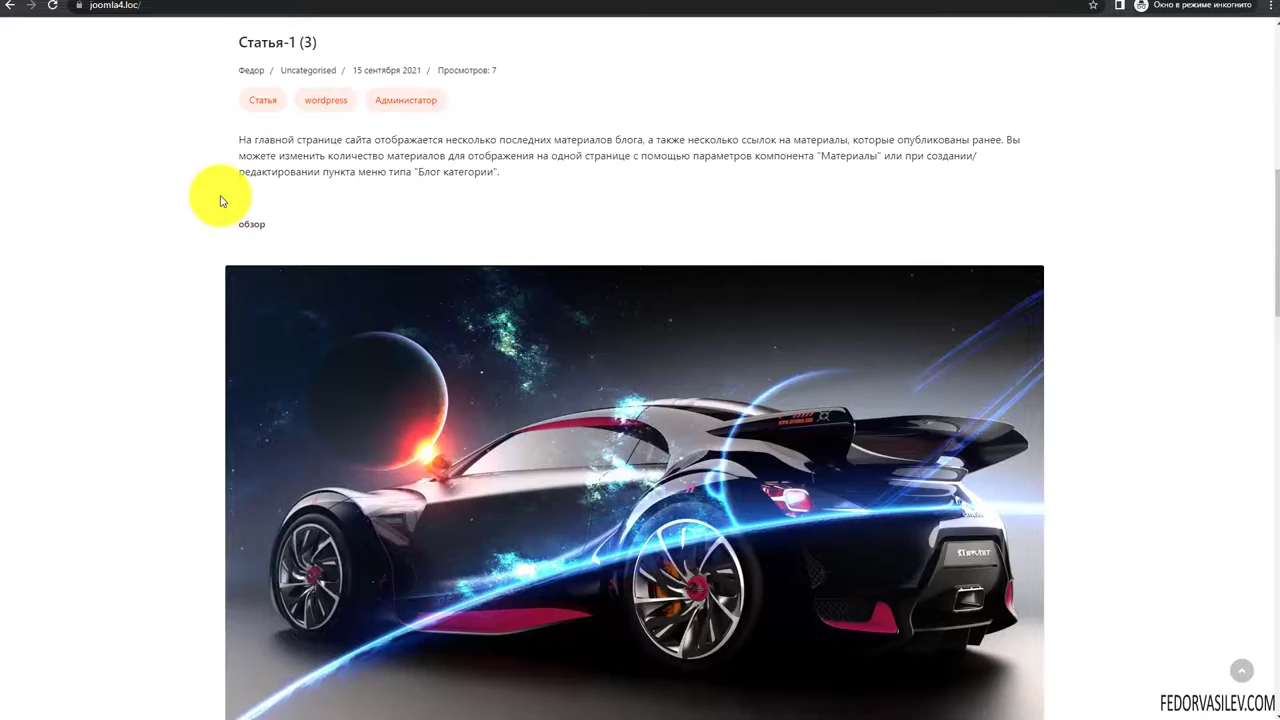 joomla4.loc/
Окно в режиме инкогнито
Статья-1 (3)
Федор / Uncategorised / 15 сентября 2021 / Просмотров: 7
Статья wordpress Администатор
На главной странице сайта отображается несколько последних материалов блога, а также несколько ссылок на материалы, которые опубликованы ранее. Вы
можете изменить количество материалов для отображения на одной странице с помощью параметров компонента "Материалы" или при создании/
редактировании пункта меню типа "Блог категории".
обзор
FEDORVASILEV.COM